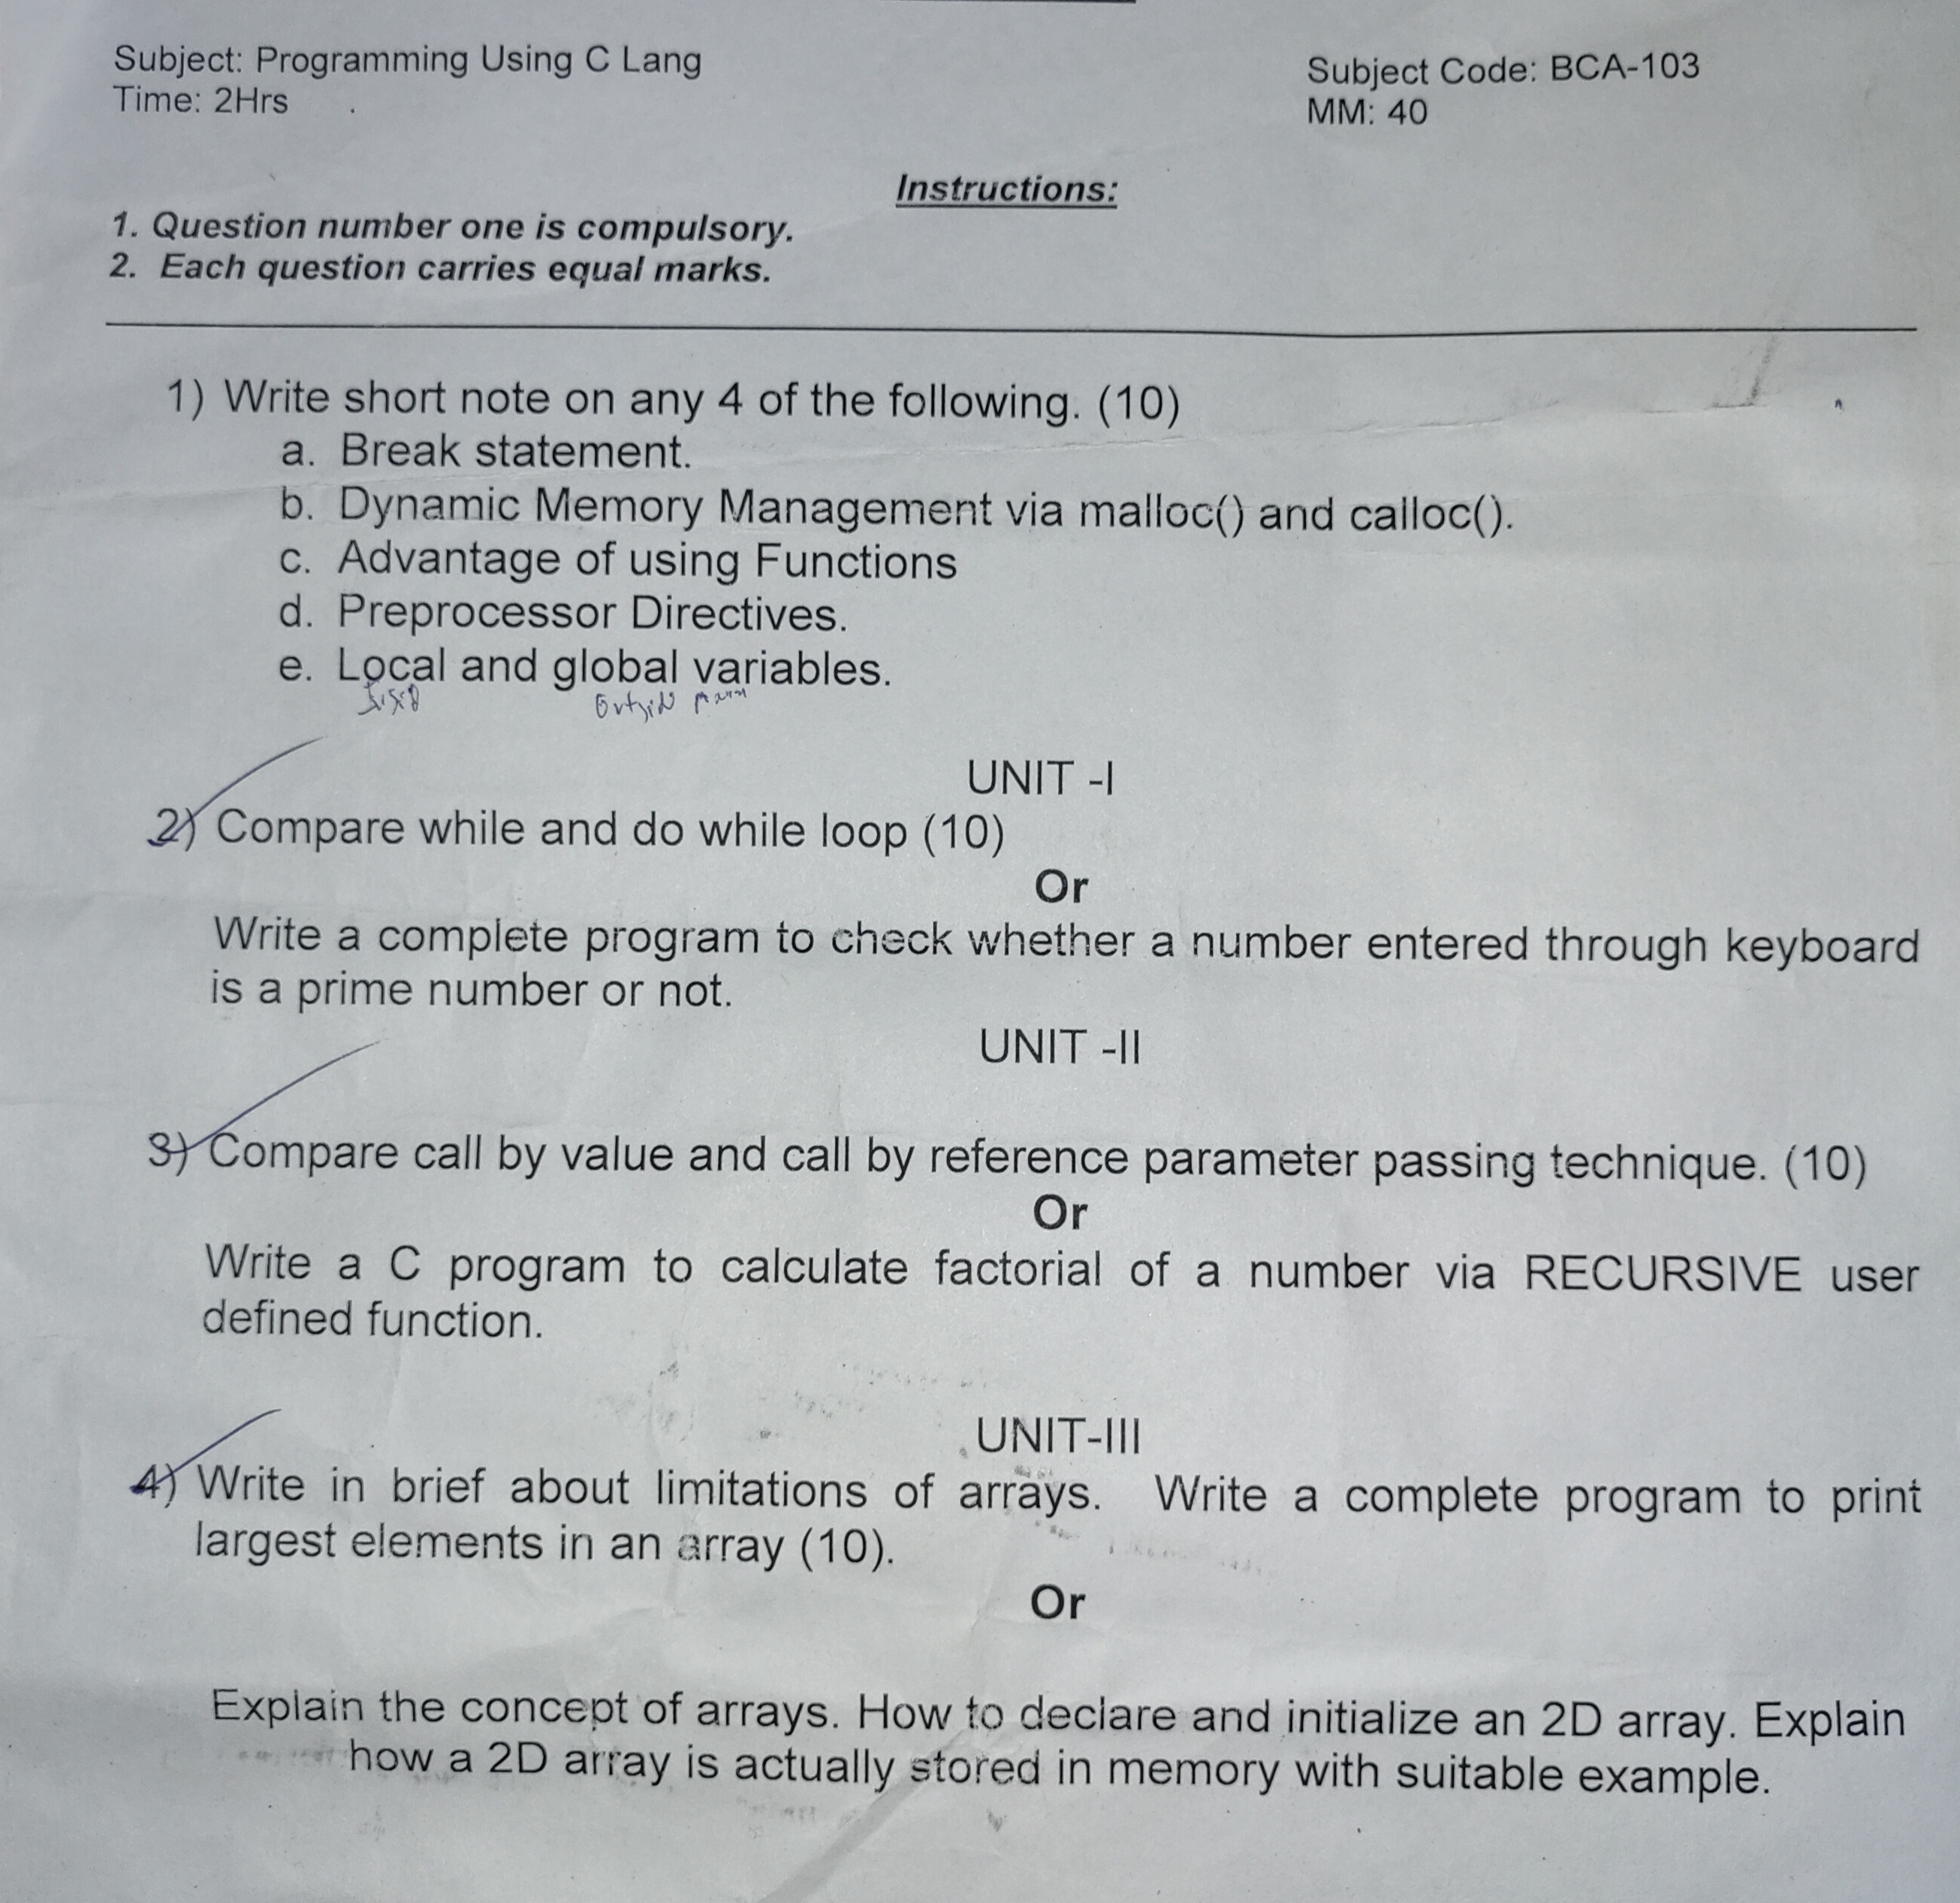 Subject: Programming Using C Lang
Subject Code: BCA-103
Time: 2Hrs
MM: 40
Instructions:
1. Question number one is compulsory.
2. Each question carries equal marks.
1) Write short note on any 4 of the following. (10)
a. Break statement.
b. Dynamic Memory Management via malloc() and calloc().
c. Advantage of using Functions
d. Preprocessor Directives.
e. Local and global variables.
Outside main
UNIT -I
2) Compare while and do while loop (10)
Or
Write a complete program to check whether a number entered through keyboard
is a prime number or not.
UNIT -II
3) Compare call by value and call by reference parameter passing technique. (10)
Or
Write a C program to calculate factorial of a number via RECURSIVE user
defined function.
UNIT-III
4) Write in brief about limitations of arrays. Write a complete program to print
largest elements in an array (10).
Or
Explain the concept of arrays. How to declare and initialize an 2D array. Explain
how a 2D array is actually stored in memory with suitable example.